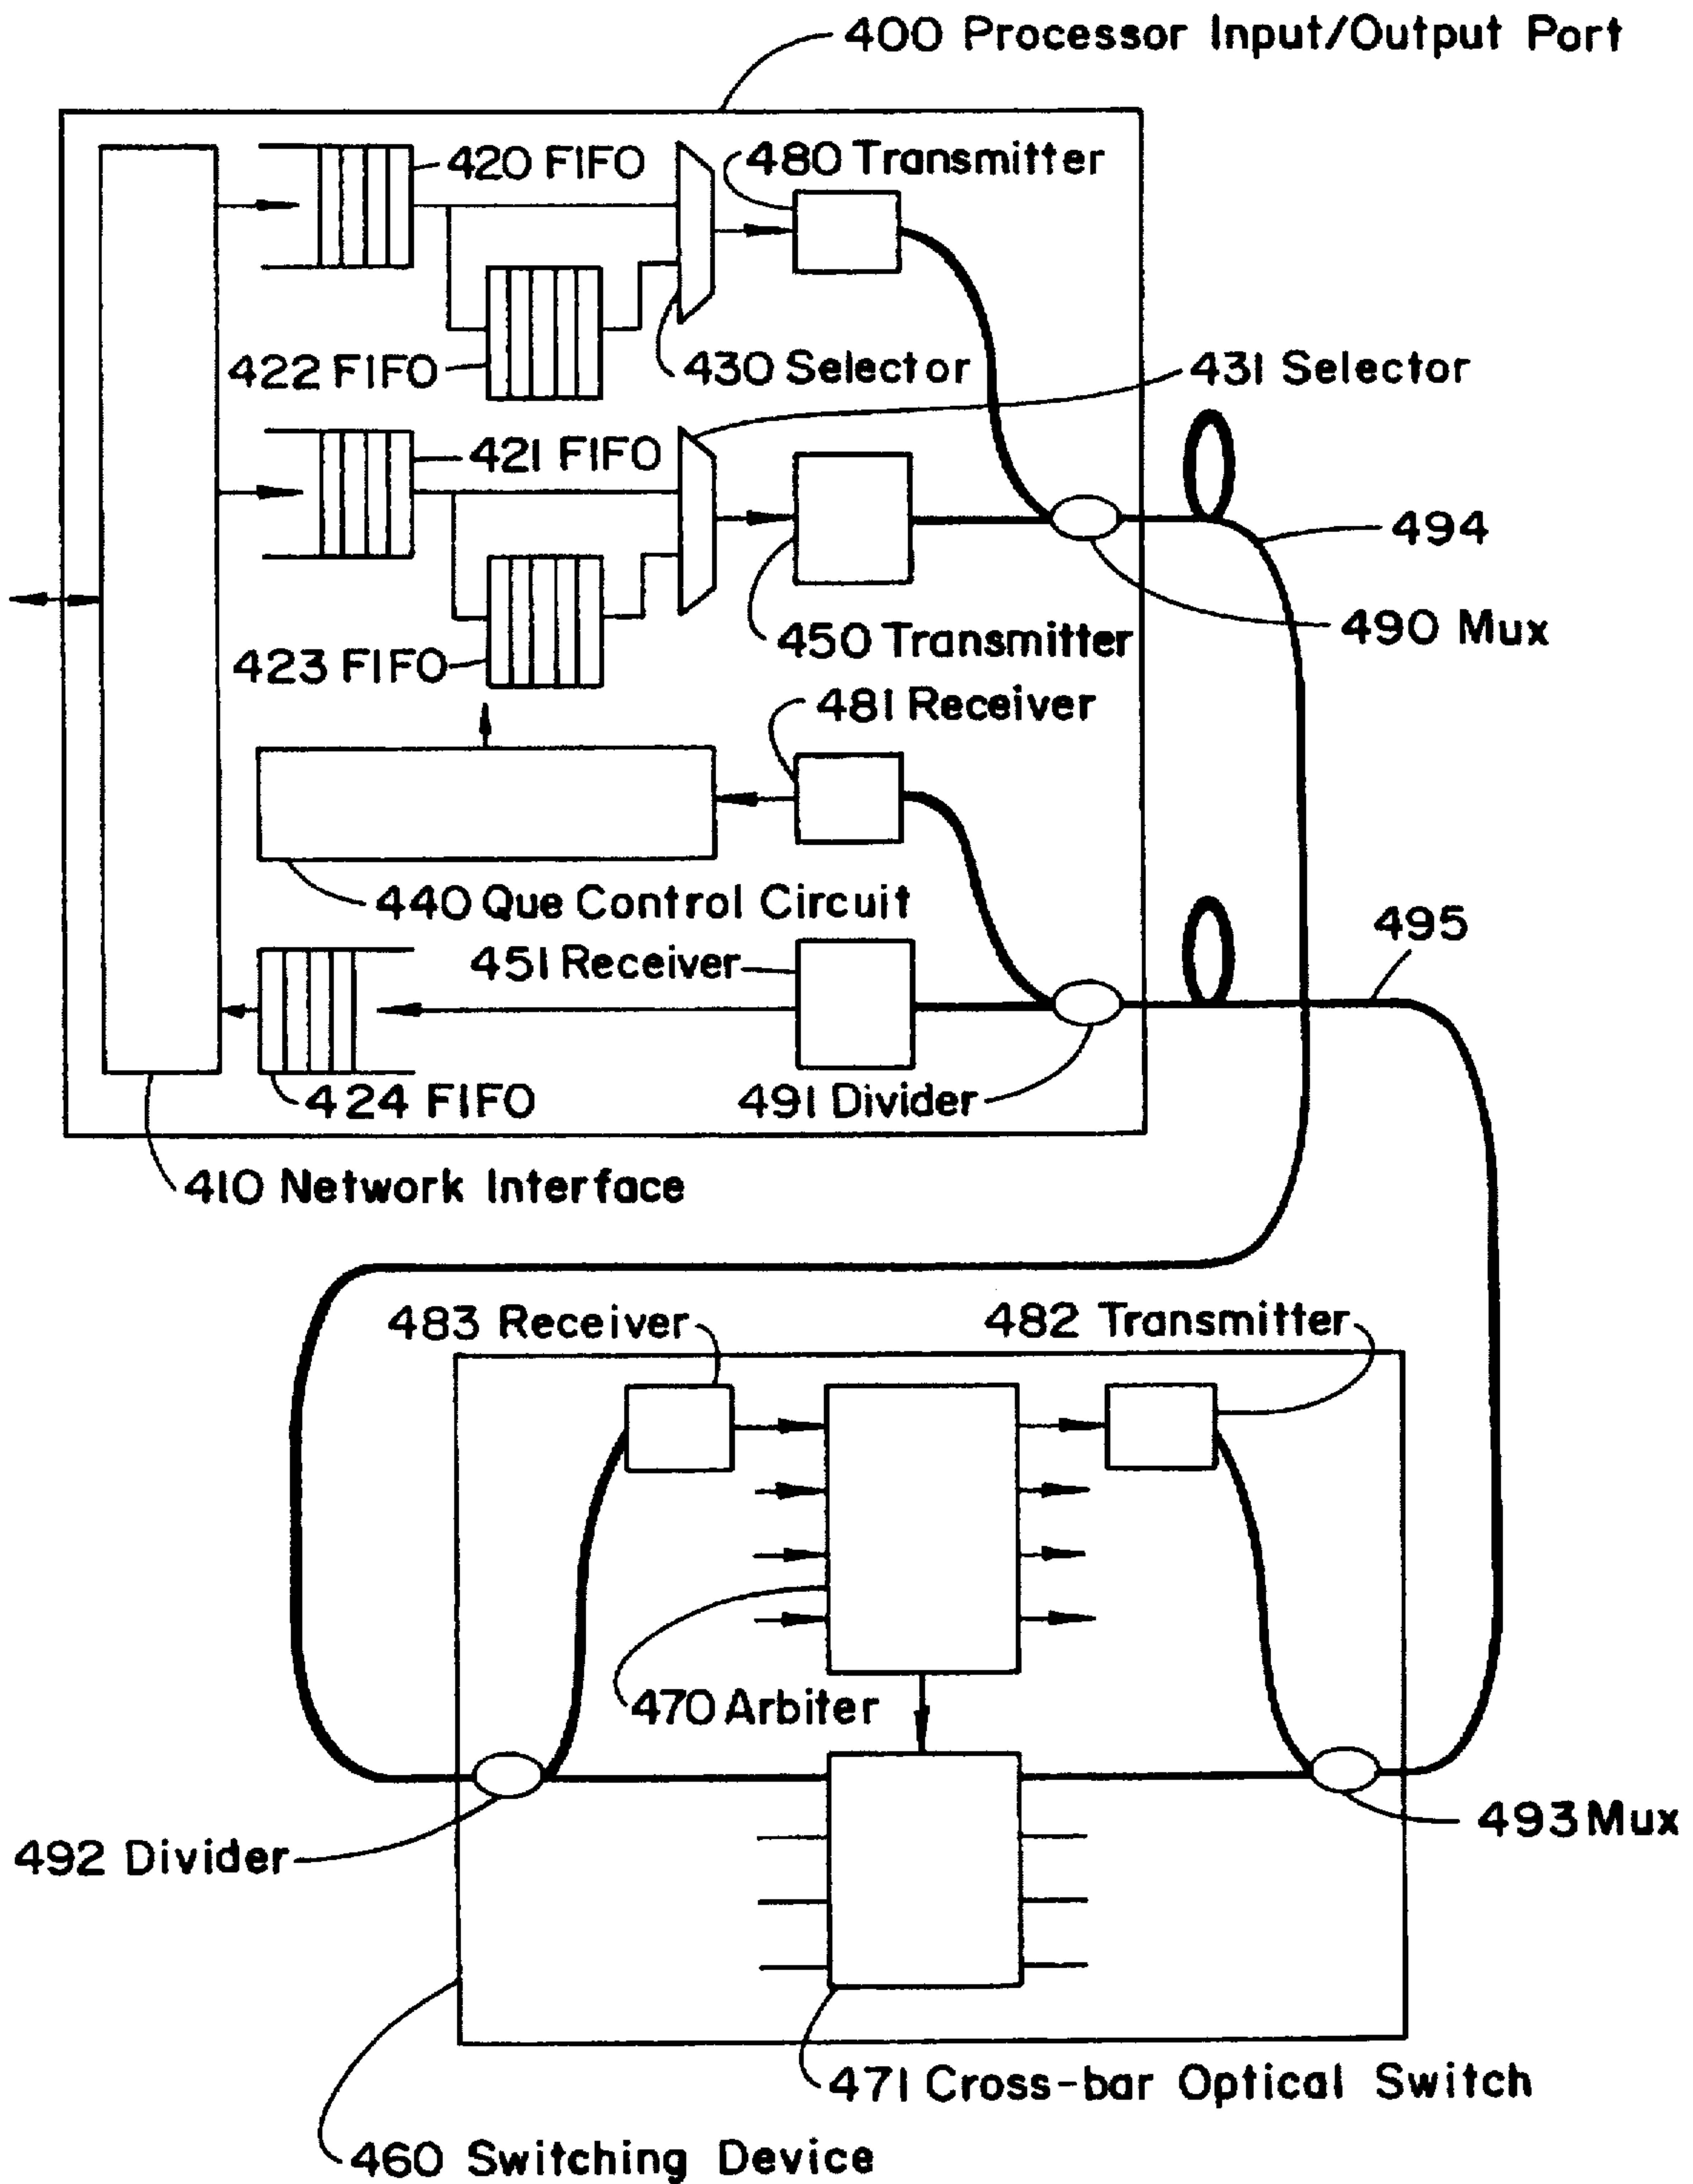 400 Processor Input/Output Port
420 FIFO
480 Transmitter
422 FIFO
430 Selector
431 Selector
421 FIFO
494
450 Transmitter
490 Mux
423 FIFO
481 Receiver
440 Que Control Circuit
495
451 Receiver
424 FIFO
491 Divider
410 Network Interface
483 Receiver
482 Transmitter
470 Arbiter
493 Mux
492 Divider
471 Cross-bar Optical Switch
460 Switching Device